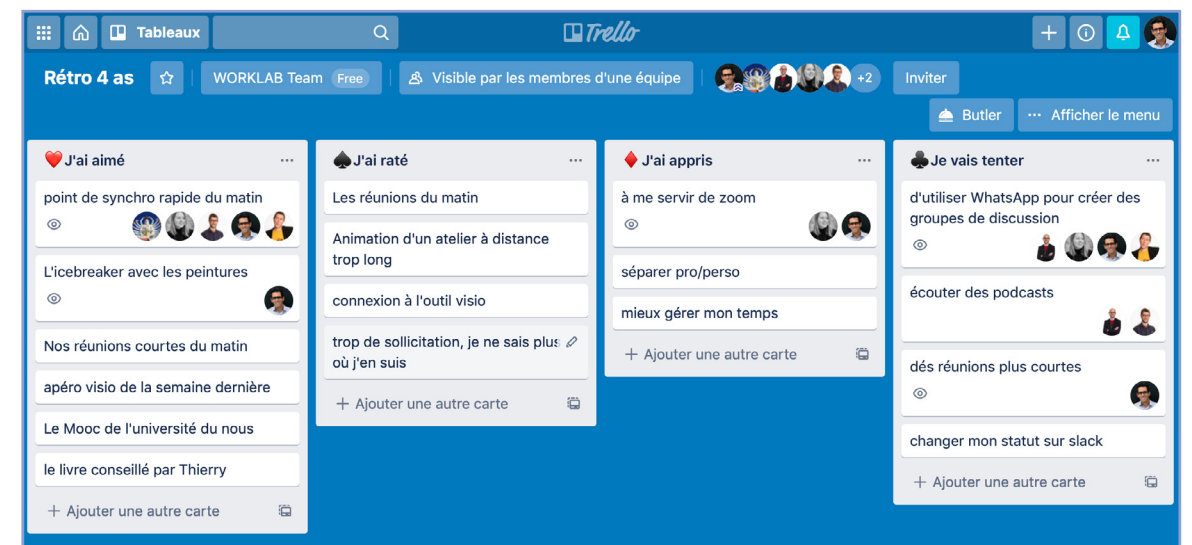 Tableaux
Trello
Rétro 4 as
WORKLAB Team Free
Visible par les membres d'une équipe
+2
Inviter
Butler
... Afficher le menu
J'ai aimé
point de synchro rapide du matin
L'icebreaker avec les peintures
Nos réunions courtes du matin
apéro visio de la semaine dernière
Le Mooc de l'université du nous
le livre conseillé par Thierry
+ Ajouter une autre carte
J'ai raté
Les réunions du matin
Animation d'un atelier à distance
trop long
connexion à l'outil visio
trop de sollicitation, je ne sais plus
où j'en suis
+ Ajouter une autre carte
J'ai appris
à me servir de zoom
séparer pro/perso
mieux gérer mon temps
+ Ajouter une autre carte
Je vais tenter
d'utiliser WhatsApp pour créer des
groupes de discussion
écouter des podcasts
dés réunions plus courtes
changer mon statut sur slack
+ Ajouter une autre carte